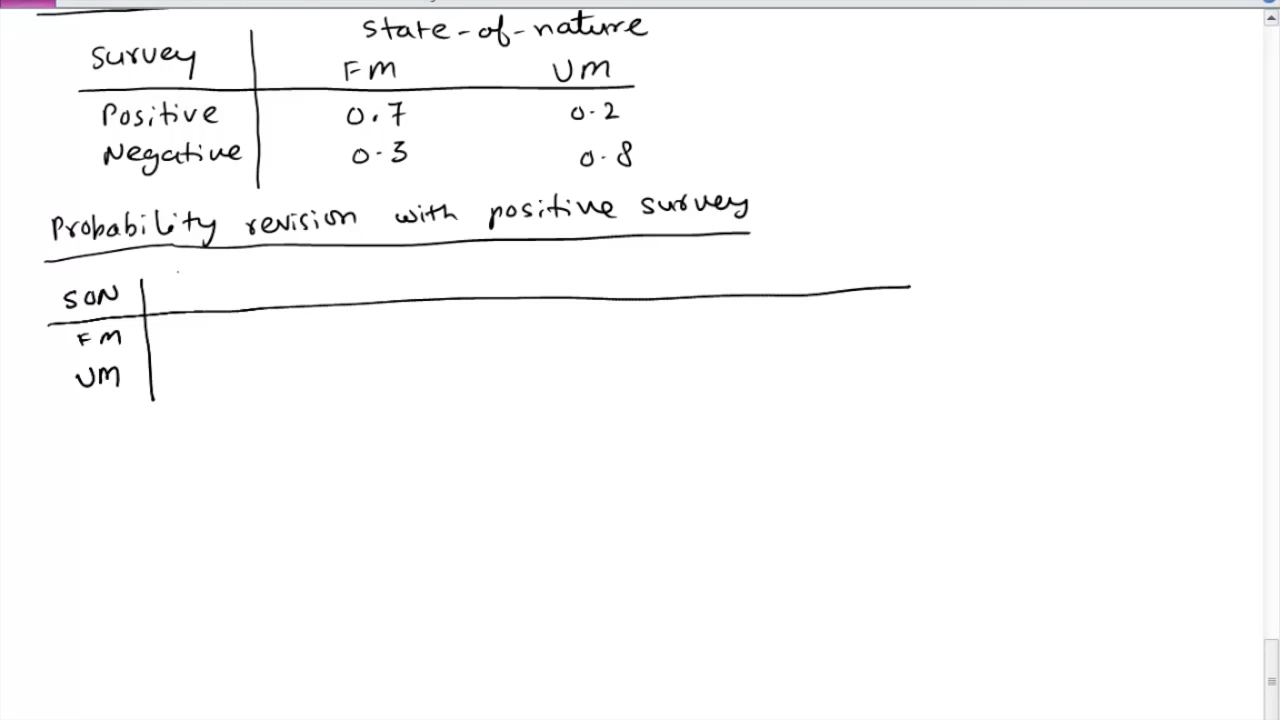 state-of-nature
Survey FM UM
Positive 0.7 0.2
Negative 0.3 0.8
Probability revision with positive survey
SON
FM
UM